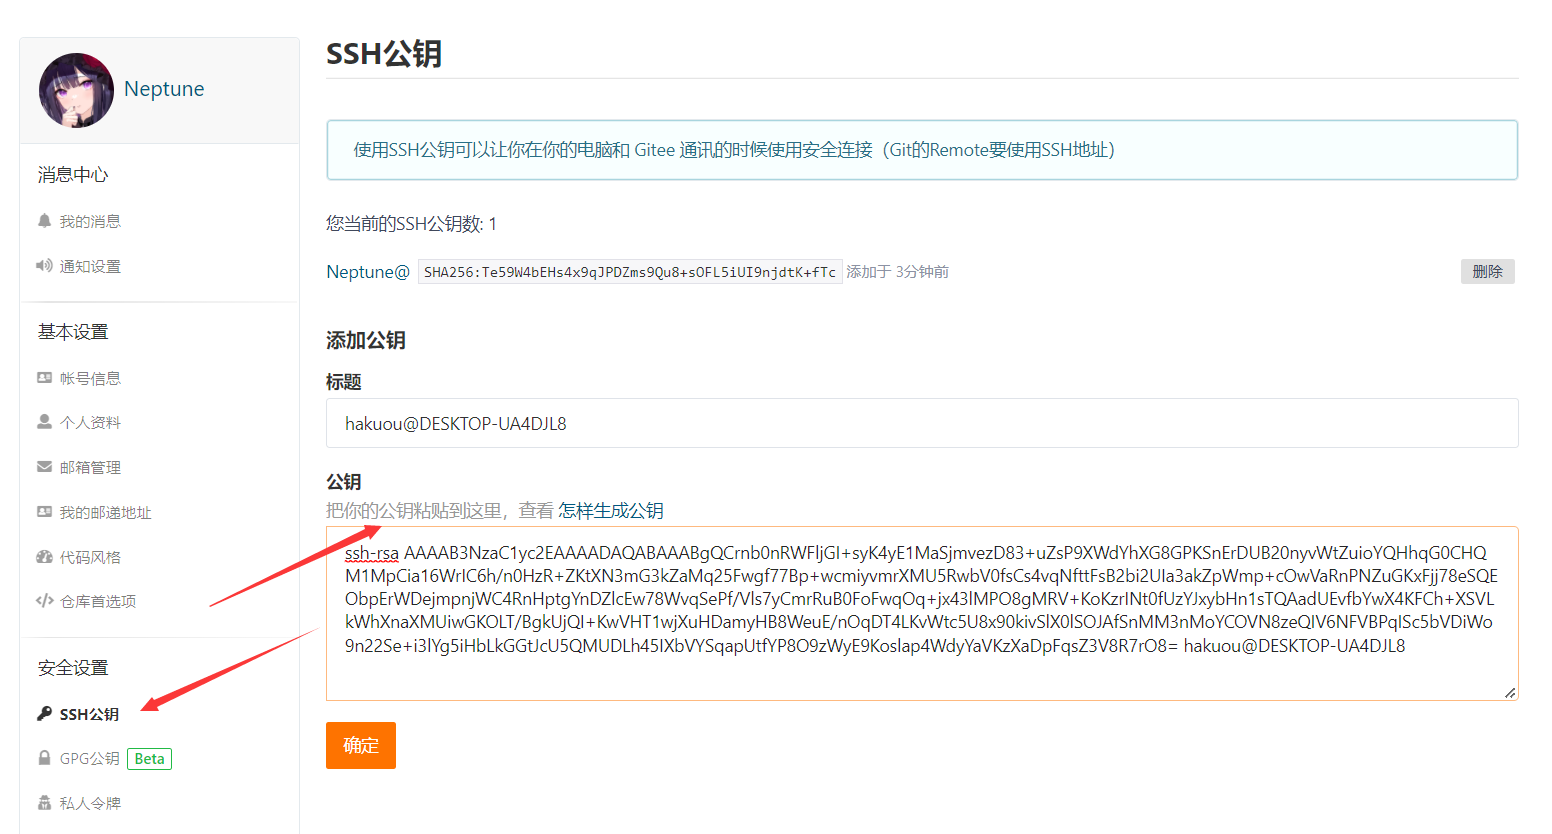 Neptune
消息中心
我的消息
通知设置
基本设置
帐号信息
个人资料
邮箱管理
我的邮递地址
代码风格
仓库首选项
安全设置
SSH公钥
GPG公钥 Beta
私人令牌
SSH公钥
使用SSH公钥可以让你在你的电脑和 Gitee 通讯的时候使用安全连接（Git的Remote要使用SSH地址）
您当前的SSH公钥数: 1
Neptune@ SHA256:Te59W4bEHs4x9qJPDZms9Qu8+sOFL5iUI9njdtK+fTc 添加于 3分钟前 删除
添加公钥
标题
hakuou@DESKTOP-UA4DJL8
公钥
把你的公钥粘贴到这里，查看 怎样生成公钥
ssh-rsa AAAAB3NzaC1yc2EAAAADAQABAAABgQCrnb0nRWFljGI+syK4yE1MaSjmvezD83+uZsP9XWdYhXG8GPKSnErDUB20nyvWtZuioYQHhqG0CHQ
M1MpCia16WrIC6h/n0HzR+ZKtXN3mG3kZaMq25Fwgf77Bp+wcmiyvmrXMU5RwbV0fsCs4vqNfttFsB2bi2UIa3akZpWmp+cOwVaRnPNZuGKxFjj78eSQE
ObpErWDejmpnjWC4RnHptgYnDZlcEw78WvqSePf/Vls7yCmrRuB0FoFwqOq+jx43lMPO8gMRV+KoKzrINt0fUzYJxybHn1sTQAadUEvfbYwX4KFCh+XSVL
kWhXnaXMUiwGKOLT/BgkUjQI+KwVHT1wjXuHDamyHB8WeuE/nOqDT4LKvWtc5U8x90kivSlX0lSOJAfSnMM3nMoYCOVN8zeQIV6NFVBPqISc5bVDiWo
9n22Se+i3lYg5iHbLkGGtJcU5QMUDLh45IXbVYSqapUtfYP8O9zWyE9Koslap4WdyYaVKzXaDpFqsZ3V8R7rO8= hakuou@DESKTOP-UA4DJL8
确定